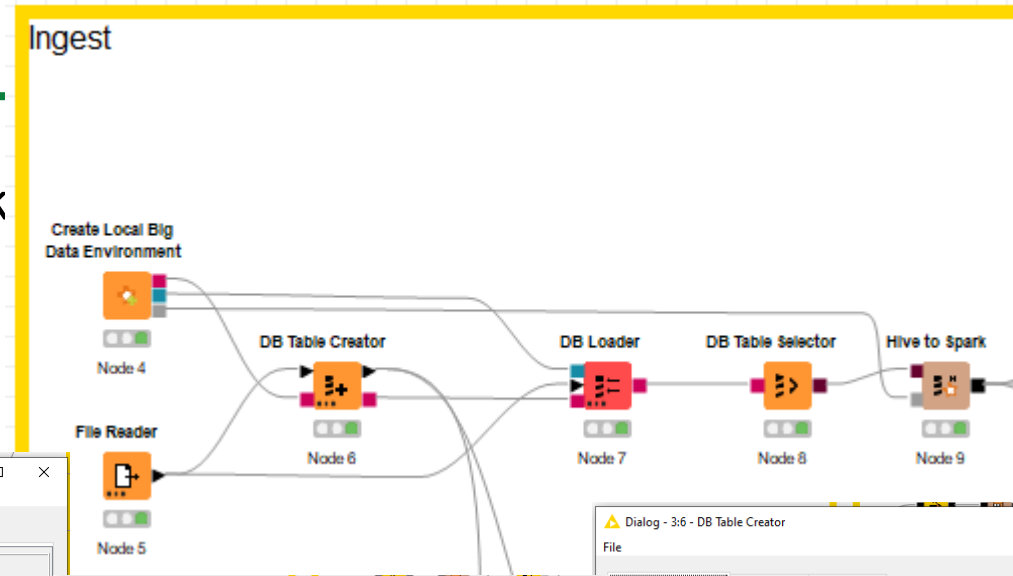 Ingest
Create Local Big
Data Environment
Node 4
DB Table Creator
Node 6
DB Loader
Node 7
DB Table Selector
Node 8
Hive to Spark
Node 9
File Reader
Node 5
Dialog - 3:6 - DB Table Creator
File